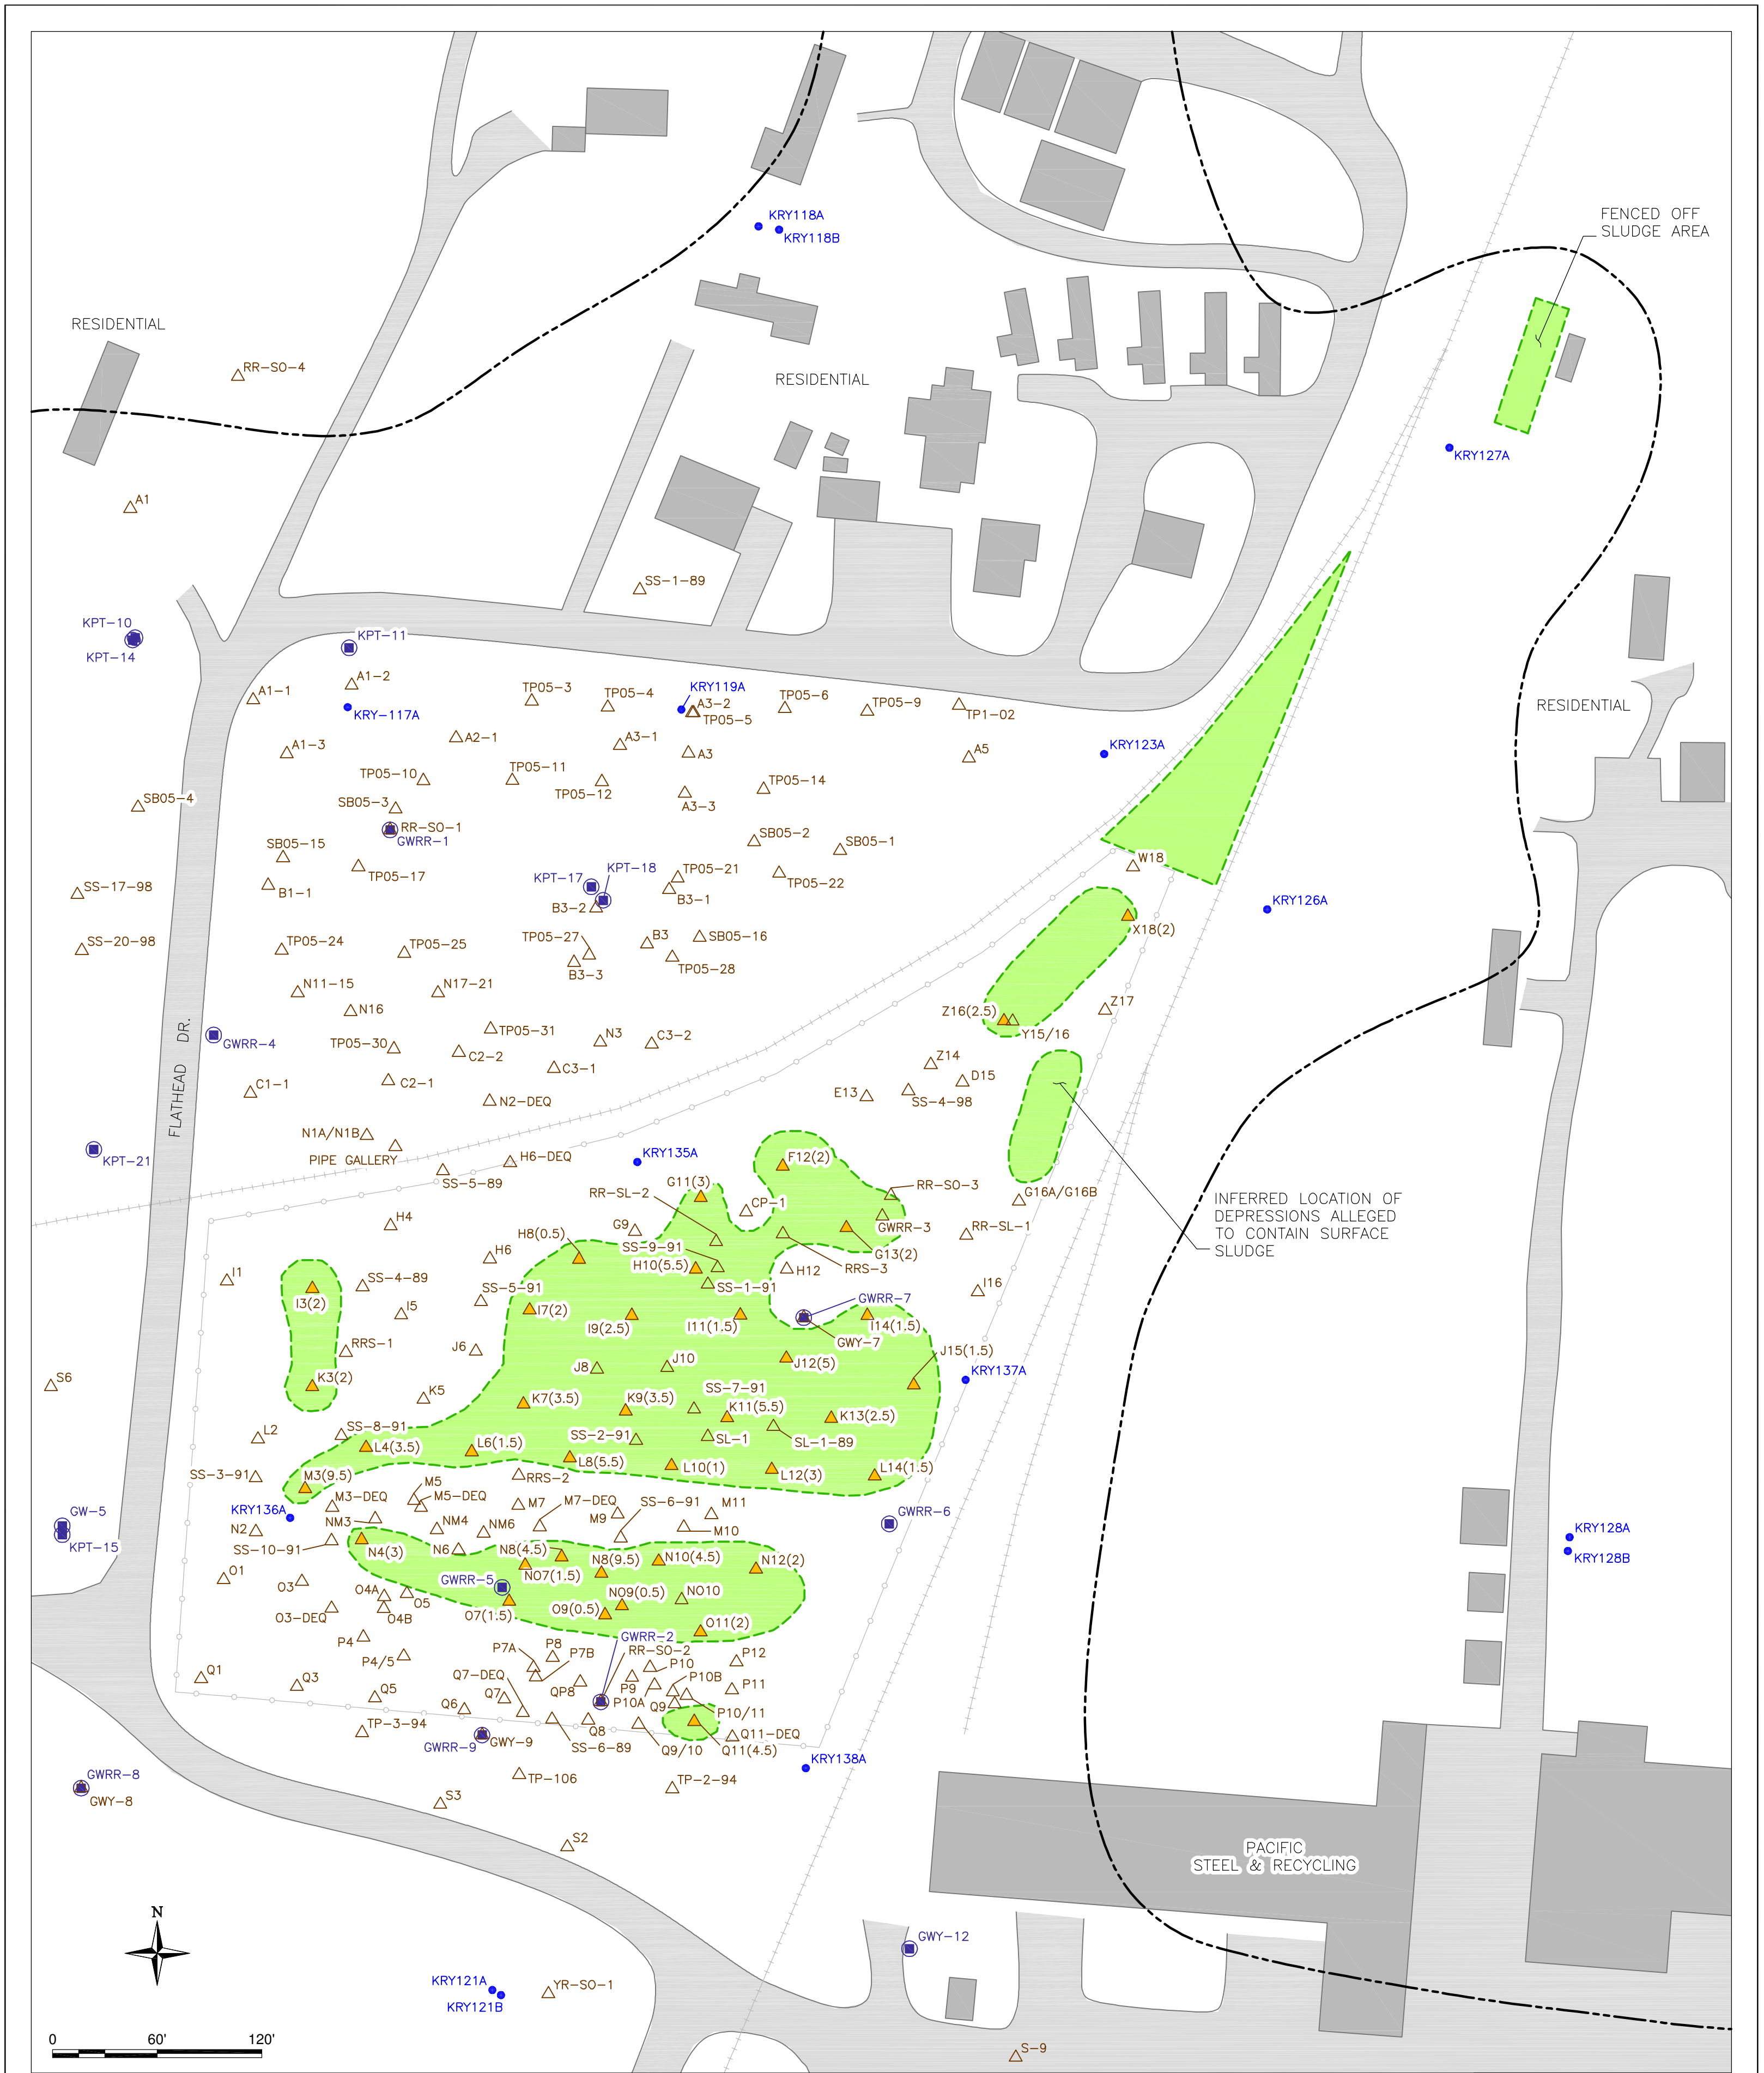 KRY118A
KRY118B
FENCED OFF
SLUDGE AREA
RESIDENTIAL
RR-SO-4
RESIDENTIAL
KRY127A
A1
SS-1-89
KPT-10
KPT-14
KPT-11
A1-1
A1-2
KRY-117A
TP05-3
TP05-4
KRY119A
A3-2
TP05-5
TP05-6
TP05-9
TP1-02
RESIDENTIAL
A1-3
A2-1
A3-1
A3
A5
KRY123A
TP05-10
TP05-11
TP05-12
A3-3
TP05-14
SB05-4
SB05-3
RR-SO-1
GWRR-1
SB05-2
SB05-1
SB05-15
TP05-17
B1-1
KPT-17
KPT-18
TP05-21
B3-1
TP05-22
W18
SS-17-98
B3-2
KRY126A
X18(2)
SS-20-98
TP05-24
TP05-25
TP05-27
B3-3
B3
SB05-16
TP05-28
N11-15
N17-21
N16
Z16(2.5)
Y15/16
Z17
GWRR-4
FLATHEAD DR.
TP05-30
TP05-31
N3
C3-2
C2-2
C3-1
C2-1
C1-1
N2-DEQ
Z14
D15
E13
SS-4-98
N1A/N1B
PIPE GALLERY
KPT-21
SS-5-89
H6-DEQ
KRY135A
F12(2)
G11(3)
RR-SL-2
CP-1
RR-SO-3
GWRR-3
G16A/G16B
INFERRED LOCATION OF
DEPRESSIONS ALLEGED
TO CONTAIN SURFACE
SLUDGE
H4
H8(0.5)
G9
RR-SL-1
G13(2)
SS-9-91
H6
H10(5.5)
H12
RRS-3
SS-1-91
I1
I3(2)
SS-4-89
SS-5-91
I16
I5
I7(2)
I9(2.5)
I11(1.5)
GWRR-7
GWY-7
I14(1.5)
RRS-1
J6
J8
J10
J12(5)
J15(1.5)
KRY137A
S6
K3(2)
K5
K7(3.5)
K9(3.5)
SS-7-91
K11(5.5)
K13(2.5)
L2
SS-8-91
L4(3.5)
L6(1.5)
SS-2-91
SL-1
SL-1-89
L8(5.5)
L10(1)
L12(3)
L14(1.5)
SS-3-91
M3(9.5)
RRS-2
M3-DEQ
M5
M5-DEQ
M7
M7-DEQ
SS-6-91
M9
M11
M10
KRY136A
GW-5
KPT-15
N2
NM3
NM4
NM6
GWRR-6
KRY128A
KRY128B
SS-10-91
N4(3)
N6
N8(4.5)
NO7(1.5)
N8(9.5)
N10(4.5)
N12(2)
O1
O3
O4A
O4B
O5
GWRR-5
O7(1.5)
NO9(0.5)
O9(0.5)
NO10
O3-DEQ
O11(2)
P4
P4/5
P7A
P8
P7B
GWRR-2
RR-SO-2
P10
P12
Q1
Q3
Q5
Q7-DEQ
Q7
QP8
P9
P10A
P10B
P11
P10/11
Q6
Q9
TP-3-94
GWRR-9
GWY-9
SS-6-89
Q8
Q9/10
Q11-DEQ
Q11(4.5)
KRY138A
GWRR-8
GWY-8
TP-106
TP-2-94
S3
S2
PACIFIC
STEEL & RECYCLING
N
GWY-12
KRY121A
KRY121B
YR-SO-1
0 60' 120'
S-9